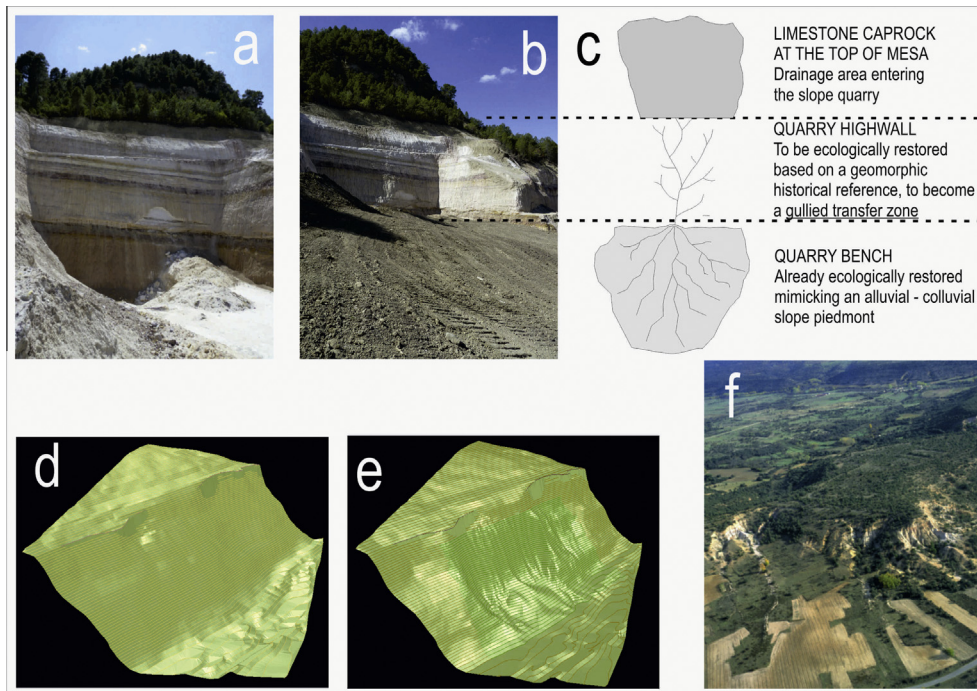 a
b
c
LIMESTONE CAPROCK
AT THE TOP OF MESA
Drainage area entering
the slope quarry
QUARRY HIGHWALL
To be ecologically restored
based on a geomorphic
historical reference, to become
a gullied transfer zone
QUARRY BENCH
Already ecologically restored
mimicking an alluvial - colluvial
slope piedmont
d
e
f